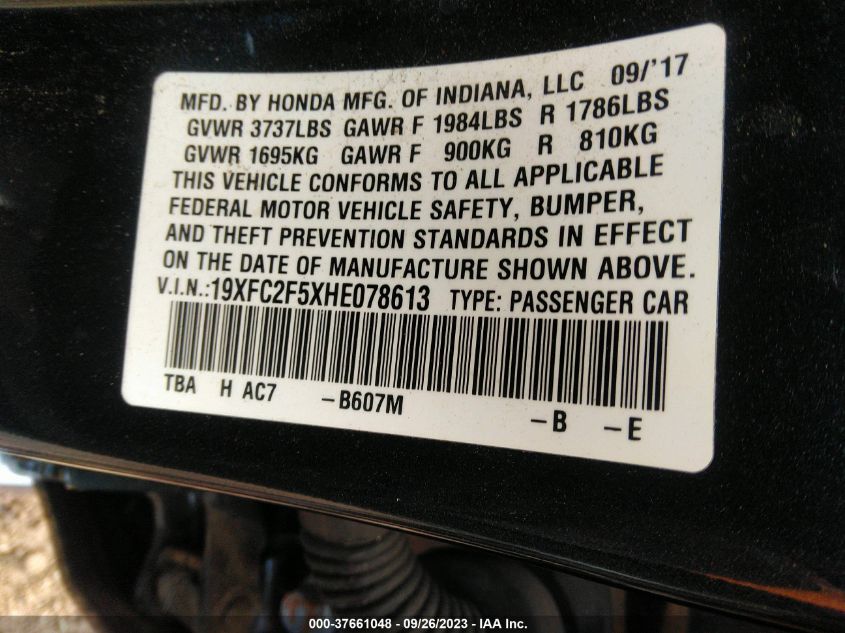 MFD. BY HONDA MFG. OF INDIANA, LLC 09/'17
GVWR 3737LBS GAWR F 1984LBS R 1786LBS
GVWR 1695KG GAWR F 900KG R 810KG
THIS VEHICLE CONFORMS TO ALL APPLICABLE
FEDERAL MOTOR VEHICLE SAFETY, BUMPER,
AND THEFT PREVENTION STANDARDS IN EFFECT
ON THE DATE OF MANUFACTURE SHOWN ABOVE.
V.I.N.:19XFC2F5XHE078613 TYPE: PASSENGER CAR
TBA H AC7 -B607M -B -E
000-37661048 - 09/26/2023 - IAA Inc.